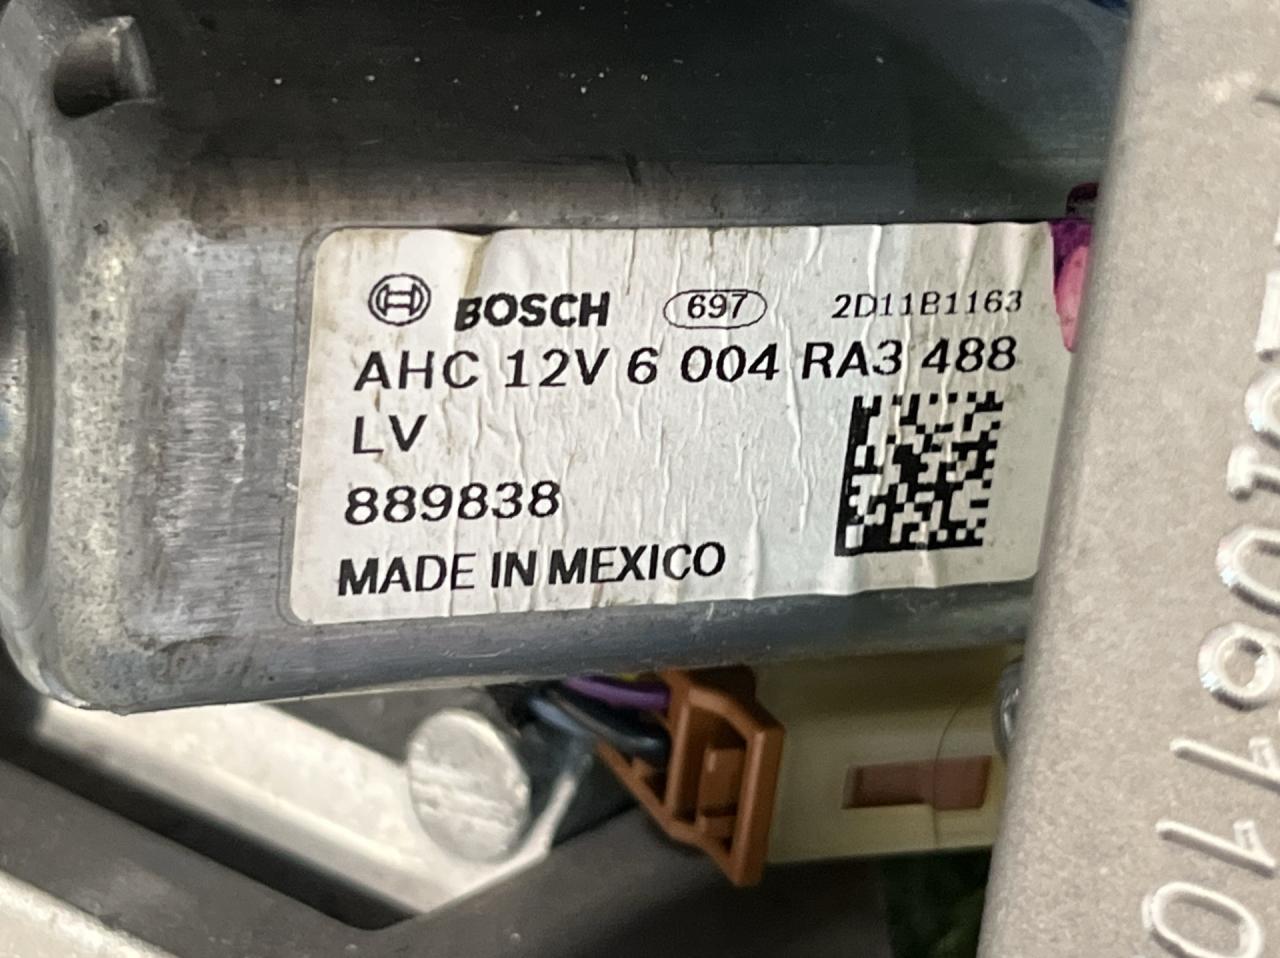 BOSCH 697 2D11B1163
AHC 12V 6 004 RA3 488
LV
889838
MADE IN MEXICO